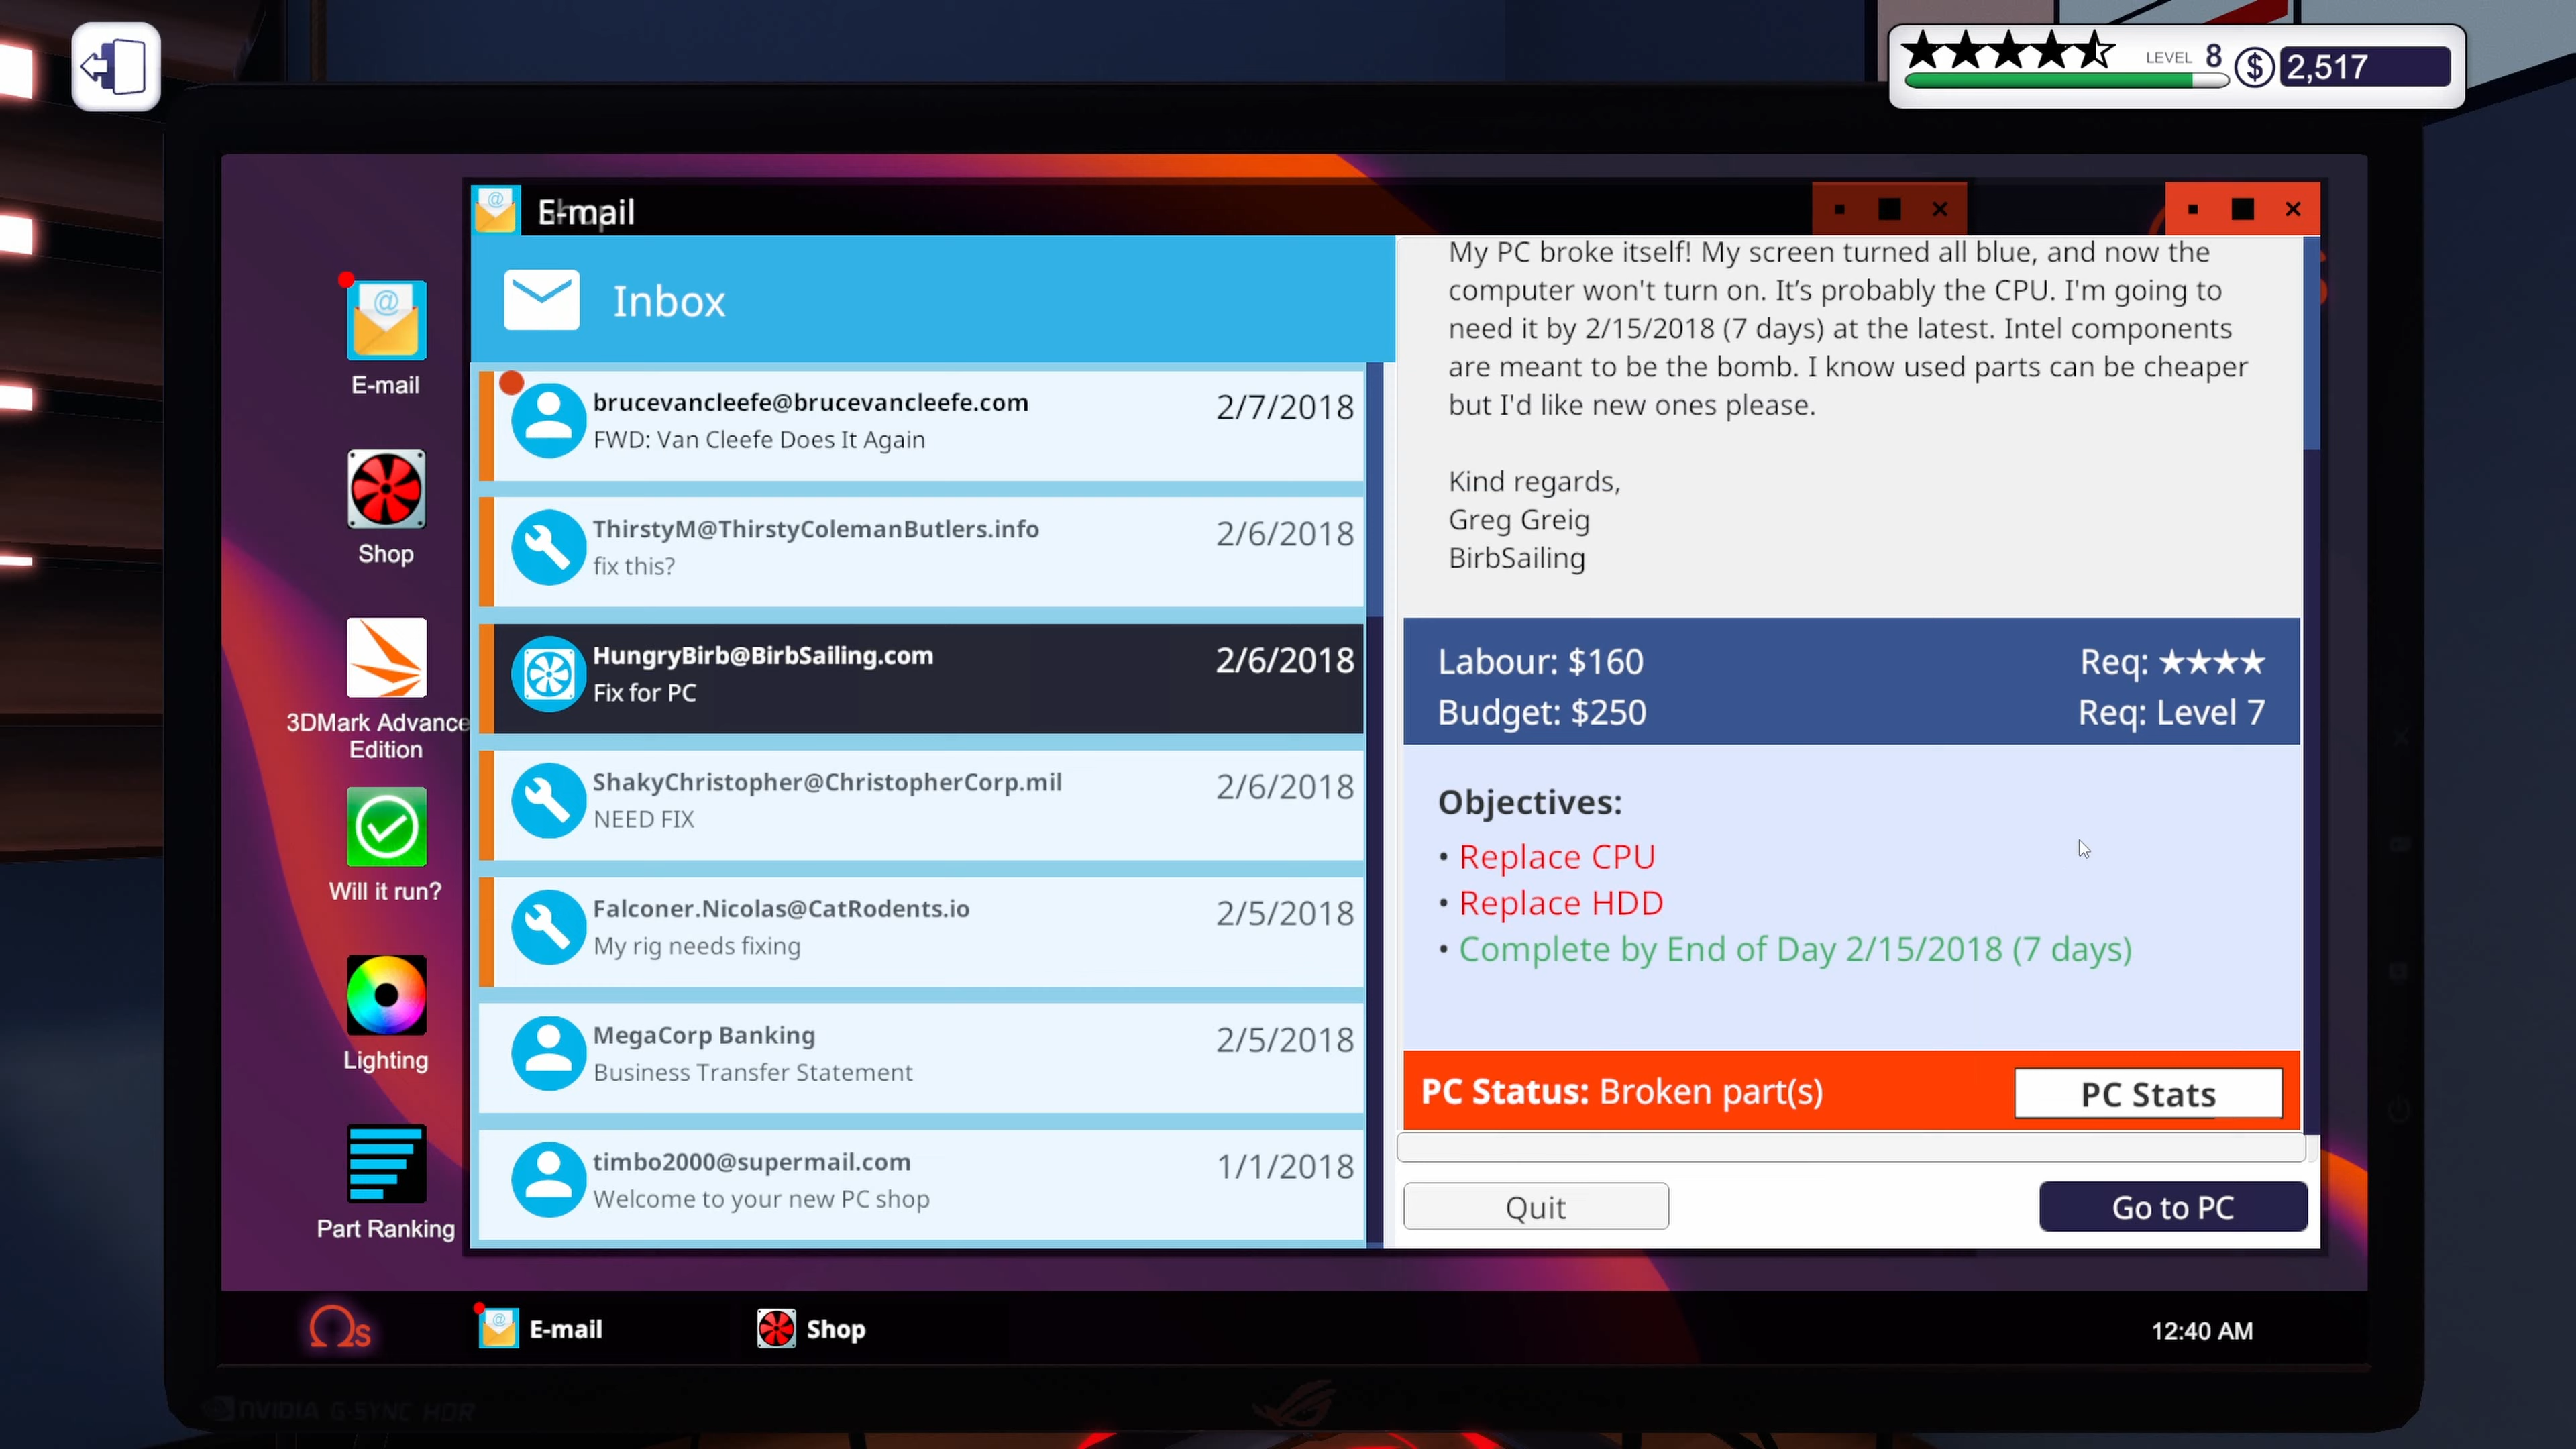 LEVEL 8 $ 2,517
E-mail
Inbox
brucevancleefe@brucevancleefe.com 2/7/2018
FWD: Van Cleefe Does It Again
ThirstyM@ThirstyColemanButlers.info 2/6/2018
fix this?
HungryBirb@BirbSailing.com 2/6/2018
Fix for PC
ShakyChristopher@ChristopherCorp.mil 2/6/2018
NEED FIX
Falconer.Nicolas@CatRodents.io 2/5/2018
My rig needs fixing
MegaCorp Banking 2/5/2018
Business Transfer Statement
timbo2000@supermail.com 1/1/2018
Welcome to your new PC shop
My PC broke itself! My screen turned all blue, and now the
computer won't turn on. It’s probably the CPU. I'm going to
need it by 2/15/2018 (7 days) at the latest. Intel components
are meant to be the bomb. I know used parts can be cheaper
but I'd like new ones please.
Kind regards,
Greg Greig
BirbSailing
Labour: $160 Req: ★★★★
Budget: $250 Req: Level 7
Objectives:
• Replace CPU
• Replace HDD
• Complete by End of Day 2/15/2018 (7 days)
PC Status: Broken part(s) PC Stats
Quit Go to PC
E-mail
Shop
3DMark Advance
Edition
Will it run?
Lighting
Part Ranking
Ωs E-mail Shop 12:40 AM
NVIDIA G-SYNC HDR